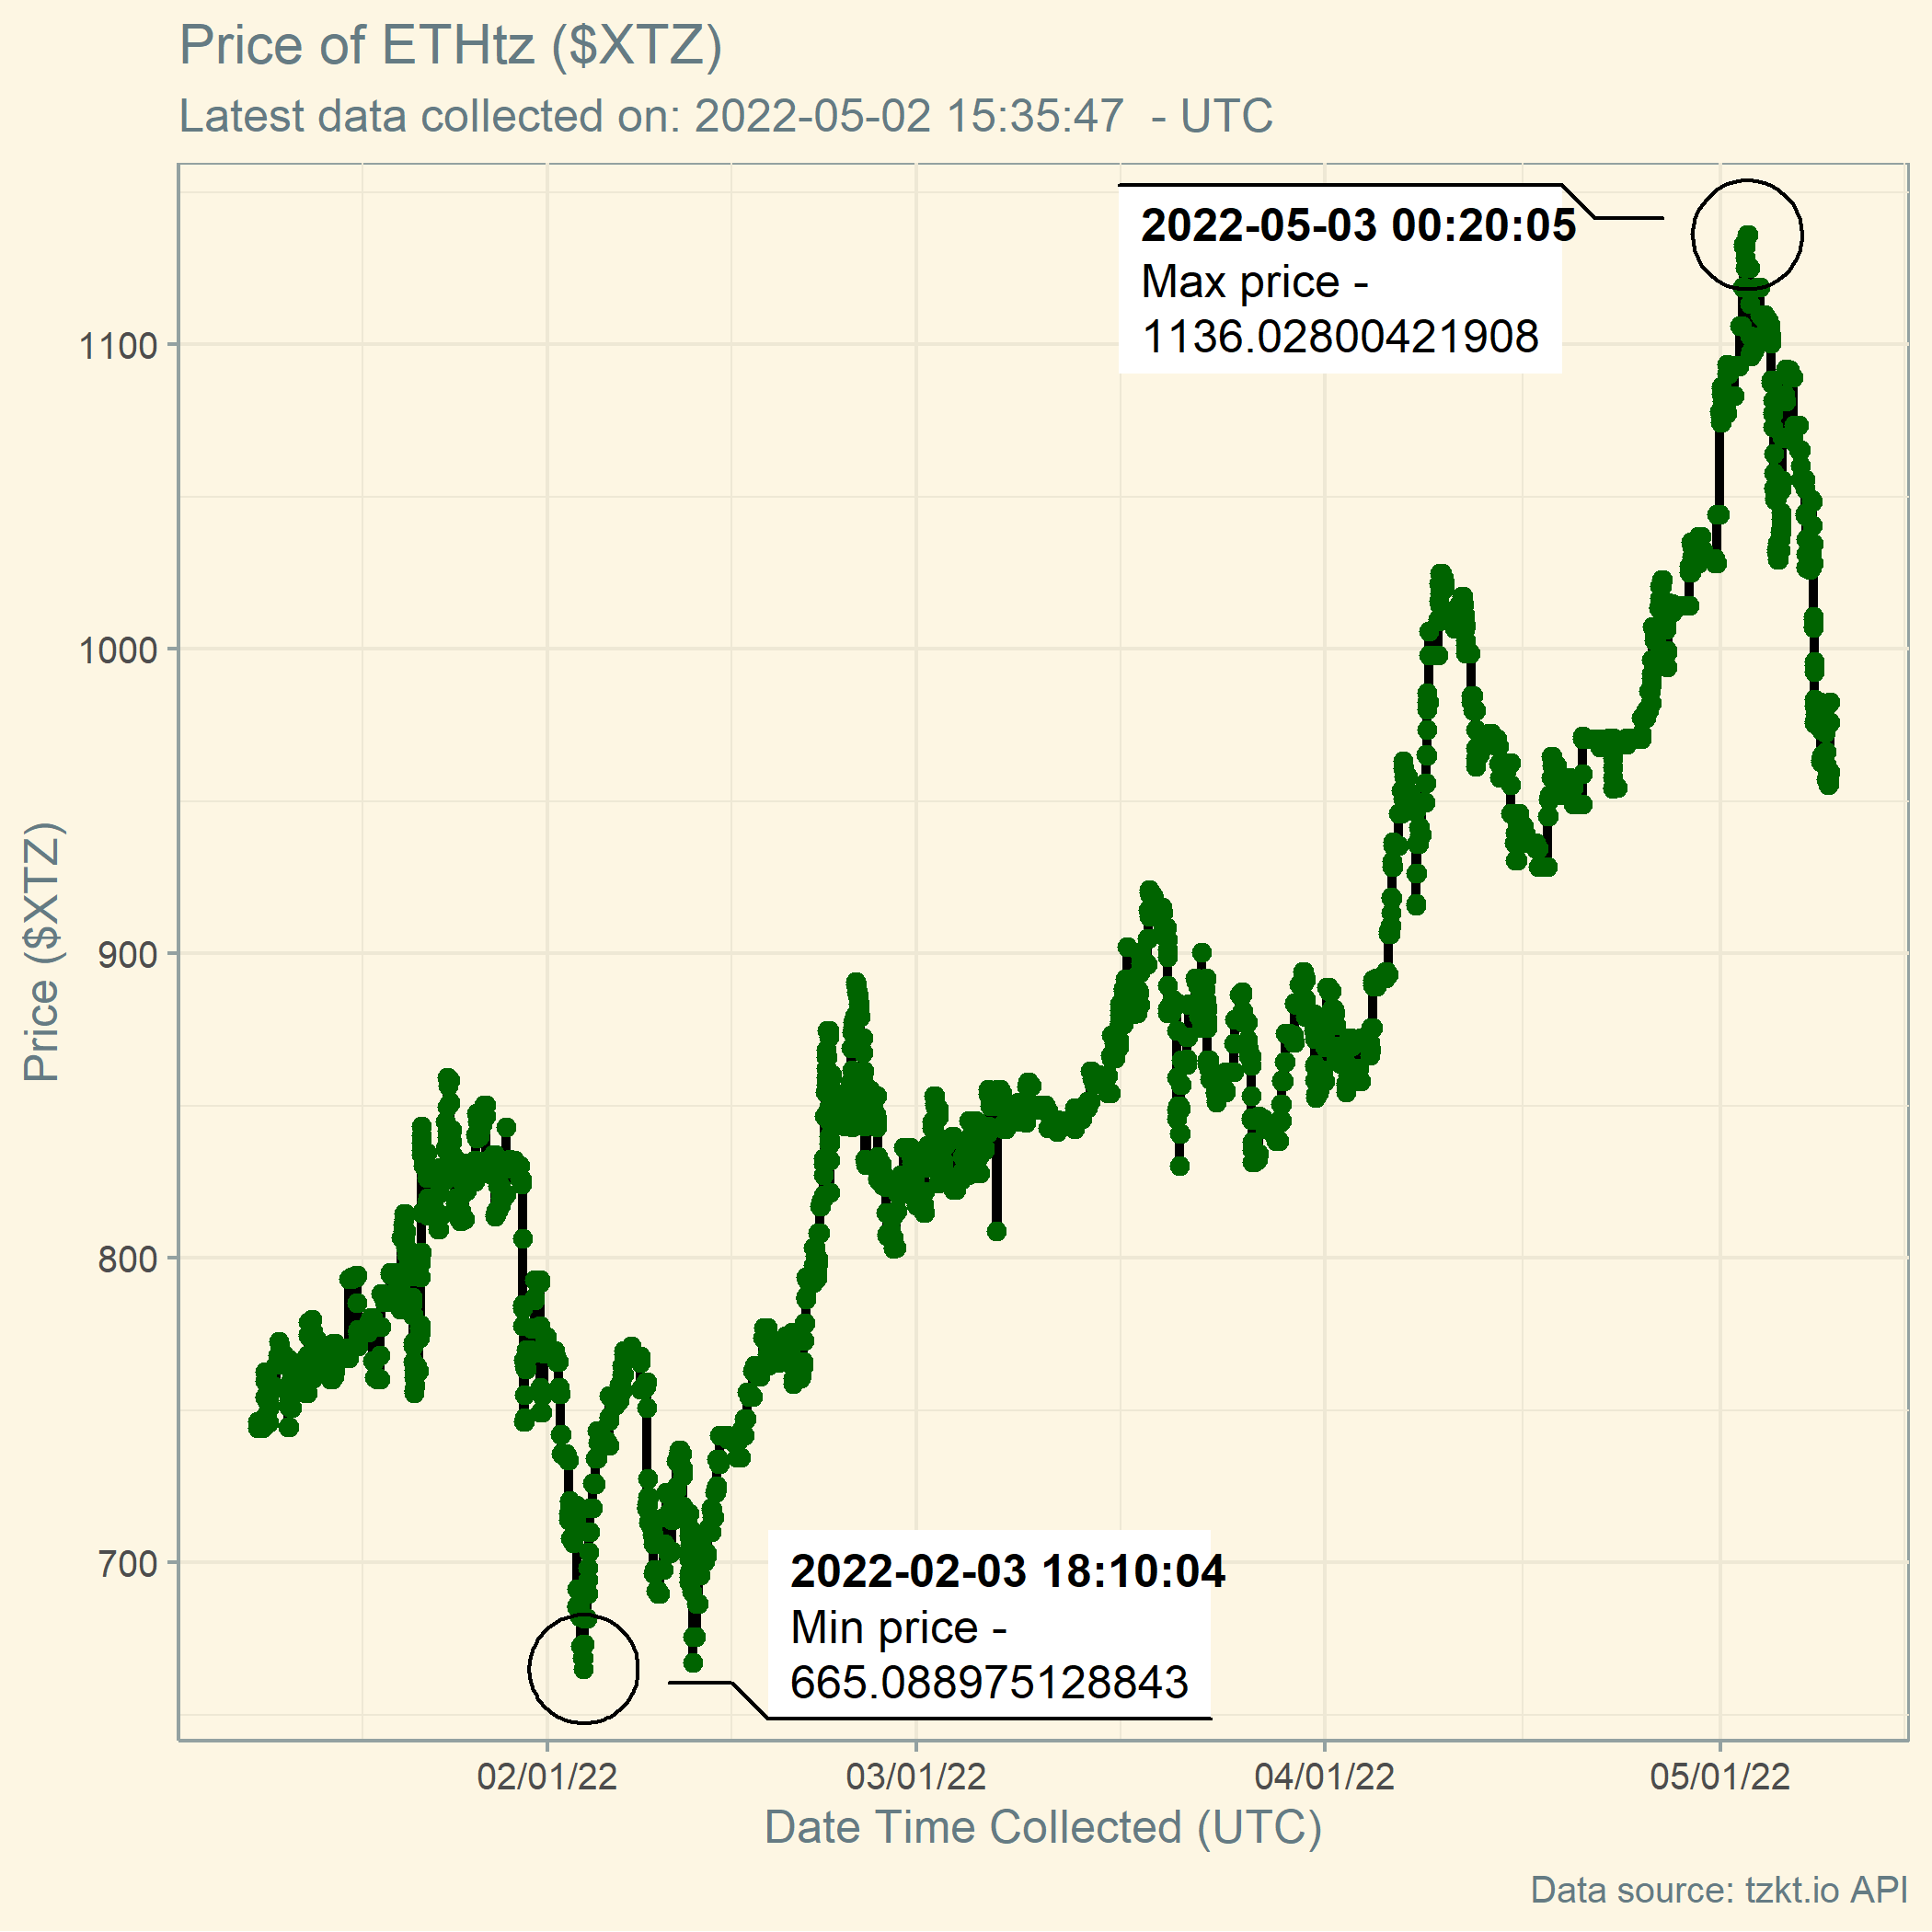 Price of ETHtz ($XTZ)
Latest data collected on: 2022-05-02 15:35:47  - UTC
2022-05-03 00:20:05
Max price -
1136.02800421908
1100
1000
900
800
700
Price ($XTZ)
2022-02-03 18:10:04
Min price -
665.088975128843
02/01/22
03/01/22
04/01/22
05/01/22
Date Time Collected (UTC)
Data source: tzkt.io API